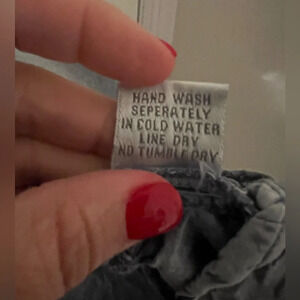 HAND WASH
SEPERATELY
IN COLD WATER
LINE DRY
NO TUMBLE DRY